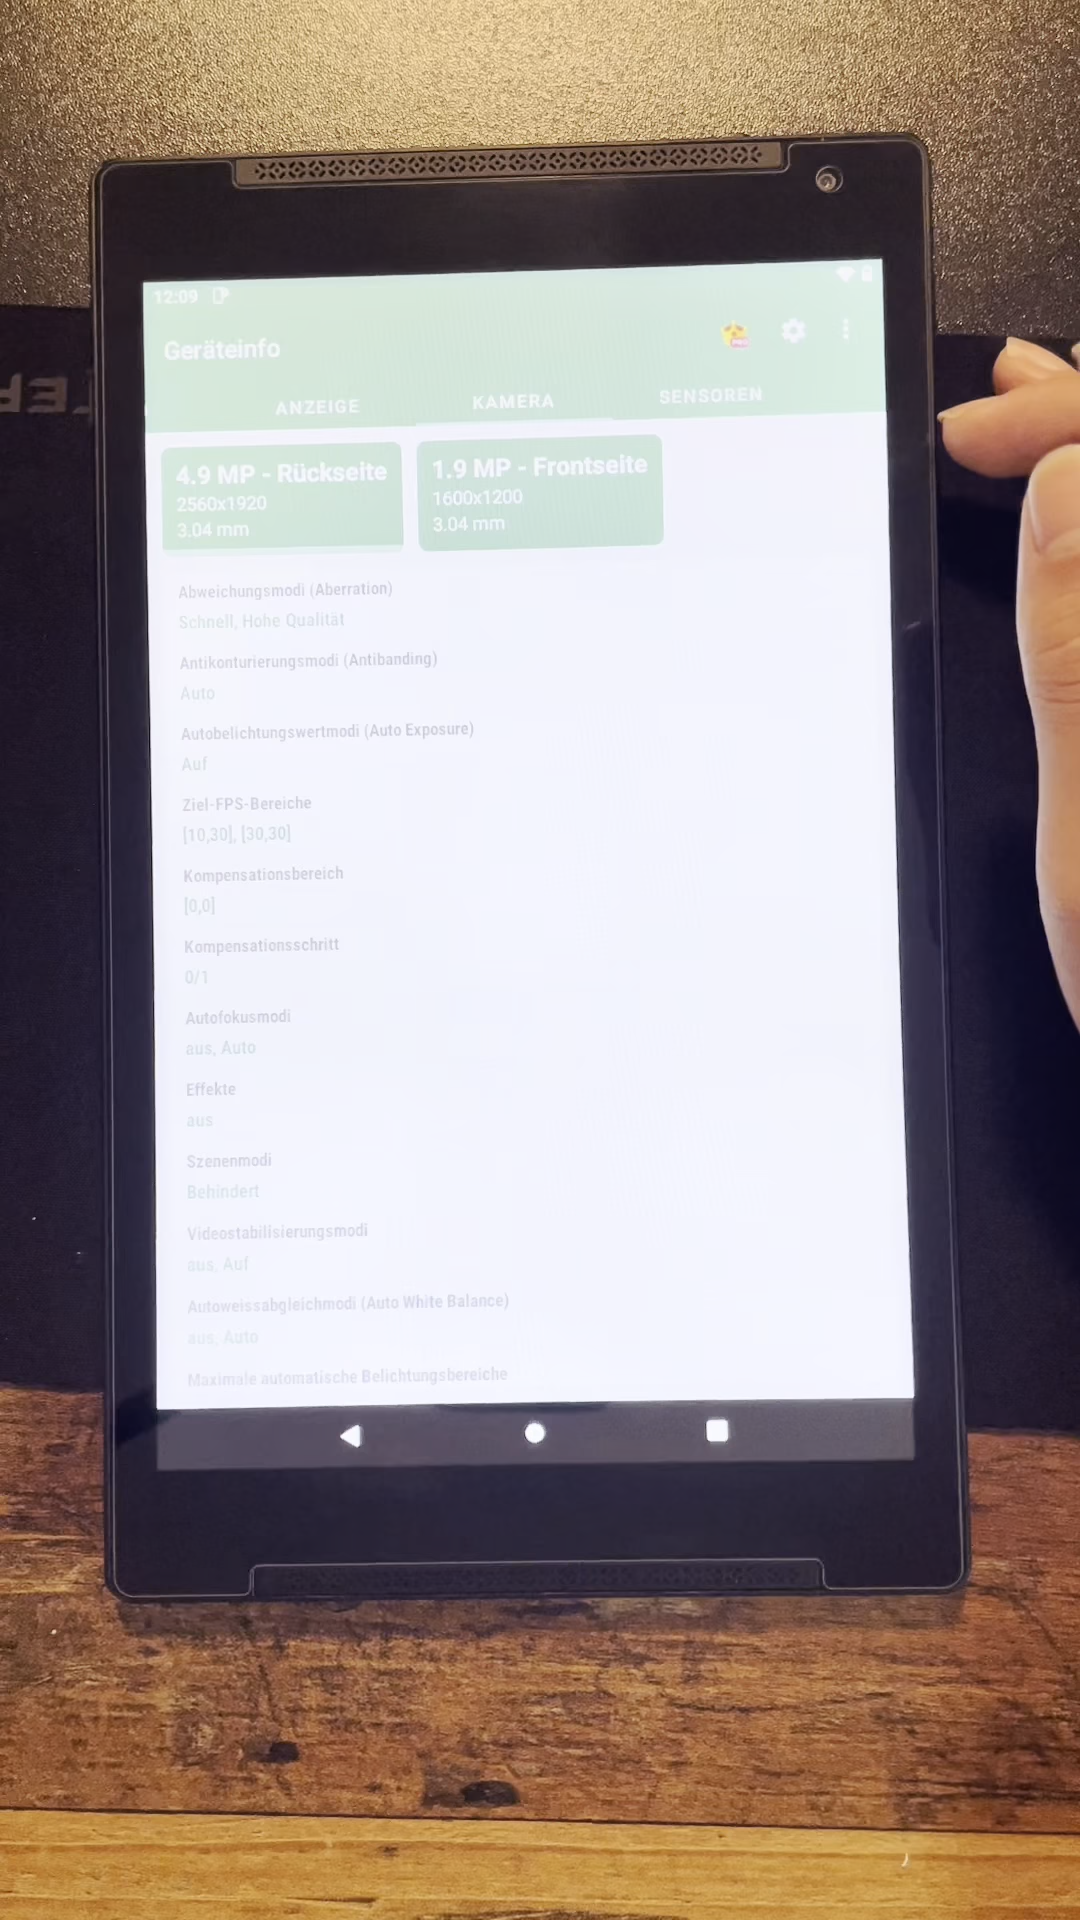 12:09
Geräteinfo
ANZEIGE KAMERA SENSOREN
4.9 MP - Rückseite
2560x1920
3.04 mm
1.9 MP - Frontseite
1600x1200
3.04 mm
Abweichungsmodi (Aberration)
Schnell, Hohe Qualität
Antikonturierungsmodi (Antibanding)
Auto
Autobelichtungswertmodi (Auto Exposure)
Auf
Ziel-FPS-Bereiche
[10,30], [30,30]
Kompensationsbereich
[0,0]
Kompensationsschritt
0/1
Autofokusmodi
aus, Auto
Effekte
aus
Szenenmodi
Behindert
Videostabilisierungsmodi
aus, Auf
Autoweissabgleichmodi (Auto White Balance)
aus, Auto
Maximale automatische Belichtungsbereiche